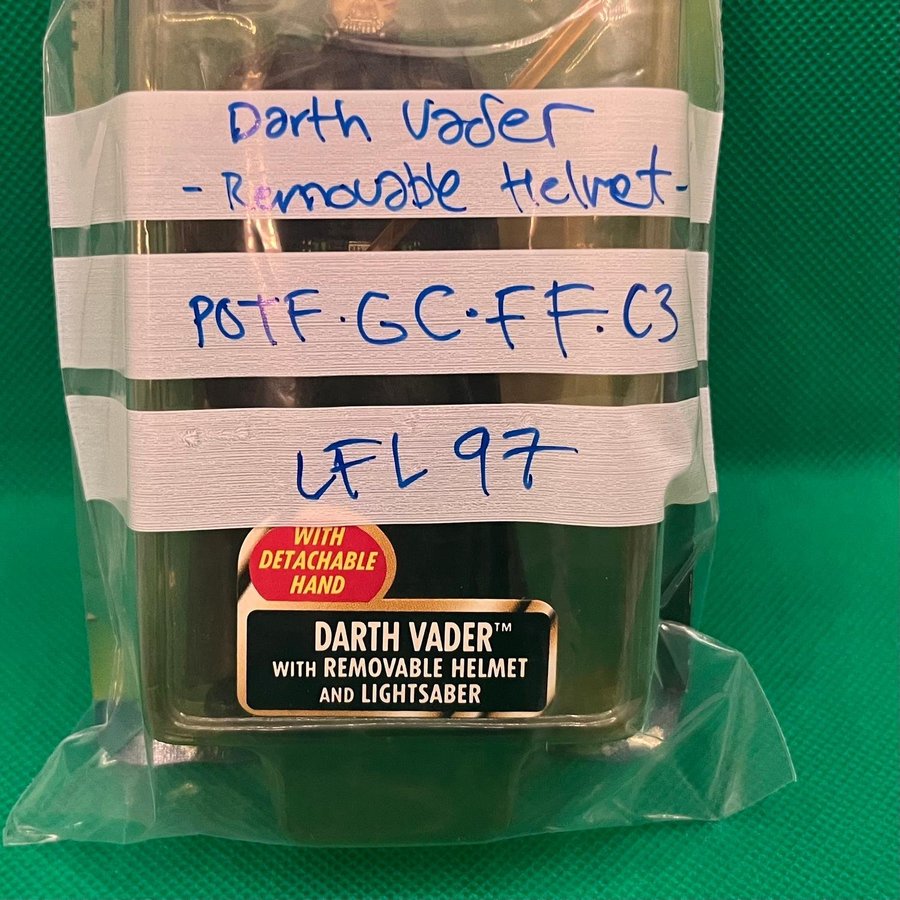 Darth Vader
- Removable Helmet -
POTF.GC.FF.C3
LFL 97
WITH
DETACHABLE
HAND
DARTH VADER™
WITH REMOVABLE HELMET
AND LIGHTSABER